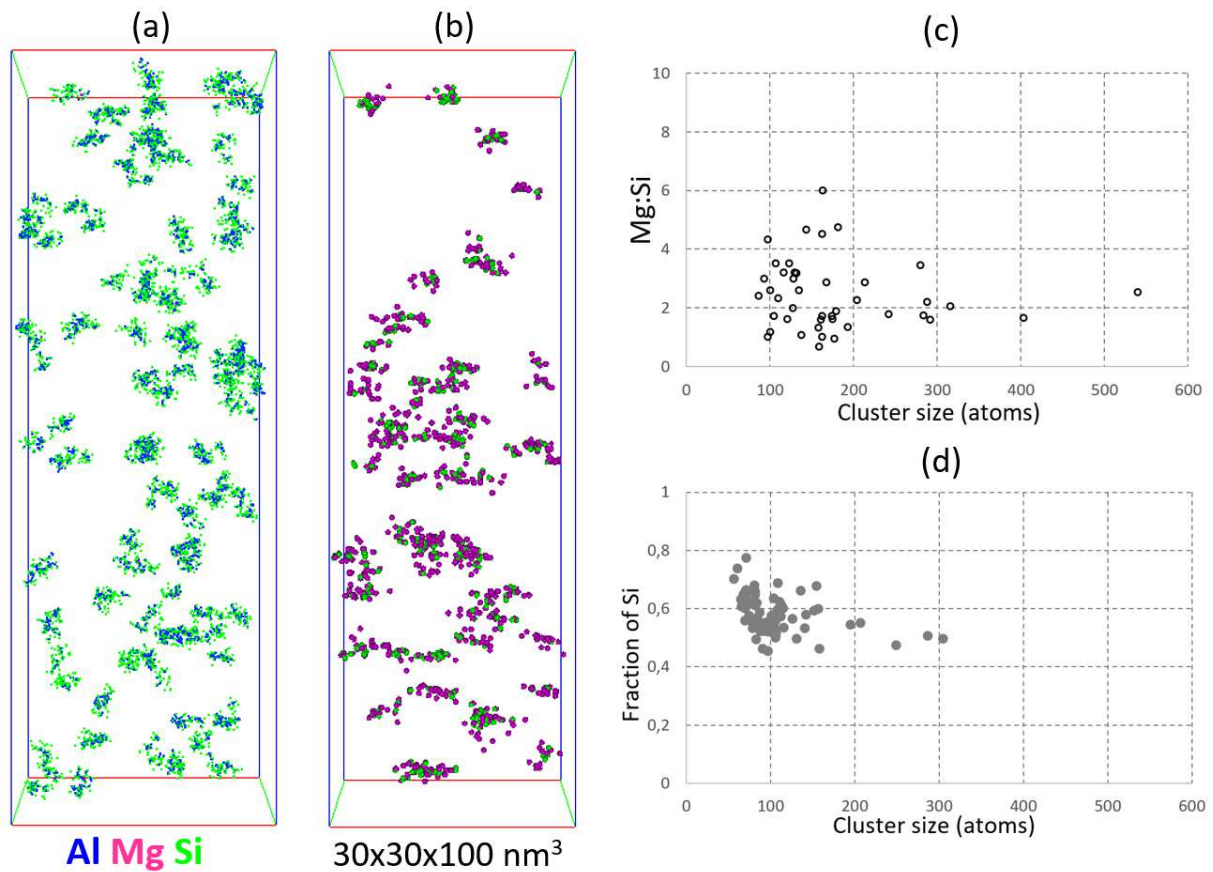 (a)
(b)
Al Mg Si
30x30x100 nm³
(c)
10
8
6
4
2
0
Mg:Si
0 100 200 300 400 500 600
Cluster size (atoms)
(d)
1
0,8
0,6
0,4
0,2
0
Fraction of Si
0 100 200 300 400 500 600
Cluster size (atoms)